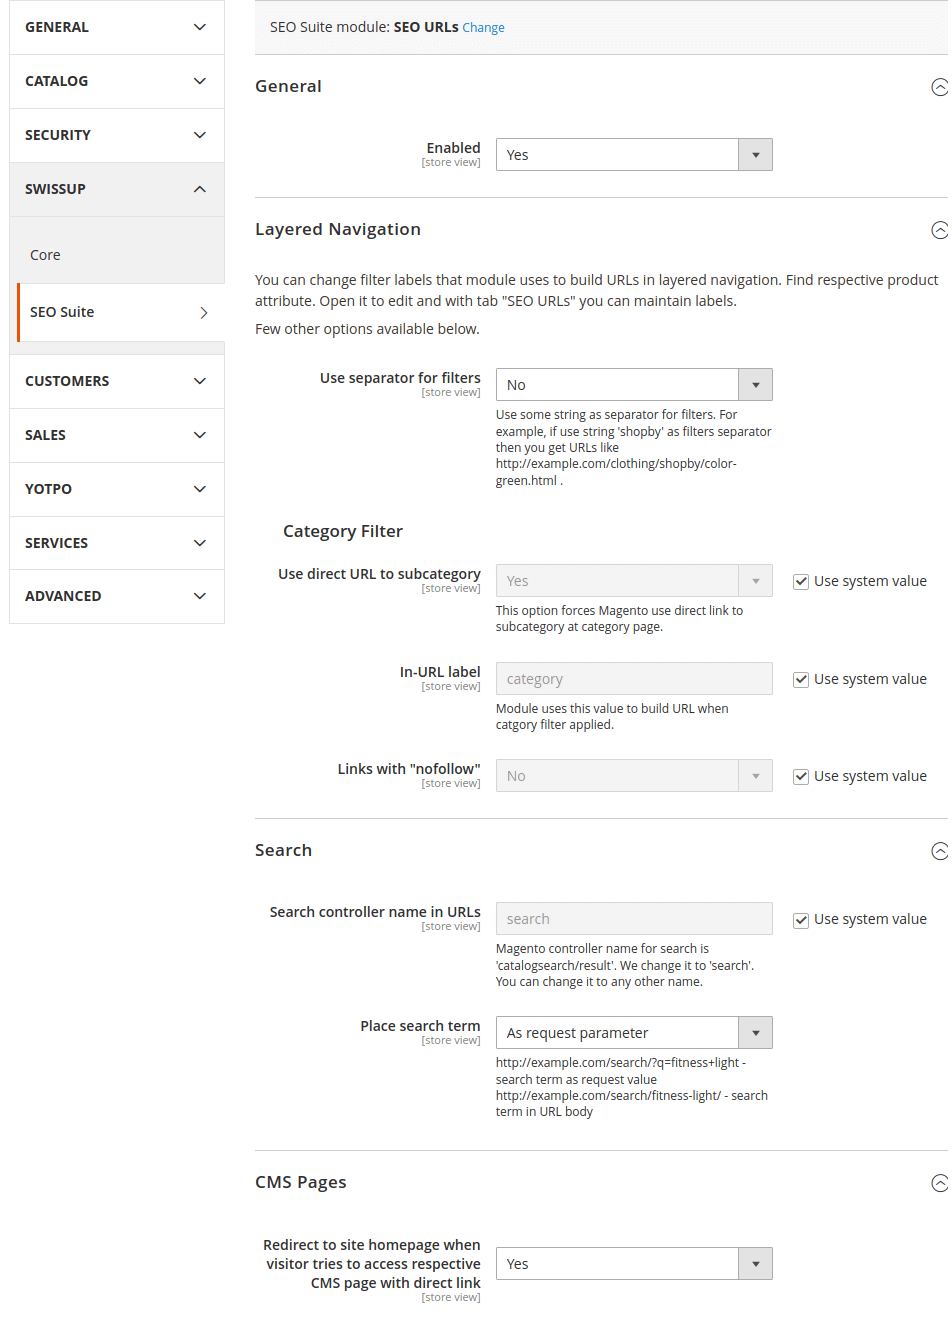 GENERAL
CATALOG
SECURITY
SWISSUP
Core
SEO Suite
CUSTOMERS
SALES
YOTPO
SERVICES
ADVANCED
SEO Suite module: SEO URLs Change
General
Enabled
[store view]
Yes
Layered Navigation
You can change filter labels that module uses to build URLs in layered navigation. Find respective product
attribute. Open it to edit and with tab "SEO URLs" you can maintain labels.
Few other options available below.
Use separator for filters
[store view]
No
Use some string as separator for filters. For
example, if use string 'shopby' as filters separator
then you get URLs like
http://example.com/clothing/shopby/color-
green.html .
Category Filter
Use direct URL to subcategory
[store view]
Yes
Use system value
This option forces Magento use direct link to
subcategory at category page.
In-URL label
[store view]
category
Use system value
Module uses this value to build URL when
catgory filter applied.
Links with "nofollow"
[store view]
No
Use system value
Search
Search controller name in URLs
[store view]
search
Use system value
Magento controller name for search is
'catalogsearch/result'. We change it to 'search'.
You can change it to any other name.
Place search term
[store view]
As request parameter
http://example.com/search/?q=fitness+light -
search term as request value
http://example.com/search/fitness-light/ - search
term in URL body
CMS Pages
Redirect to site homepage when
visitor tries to access respective
CMS page with direct link
[store view]
Yes